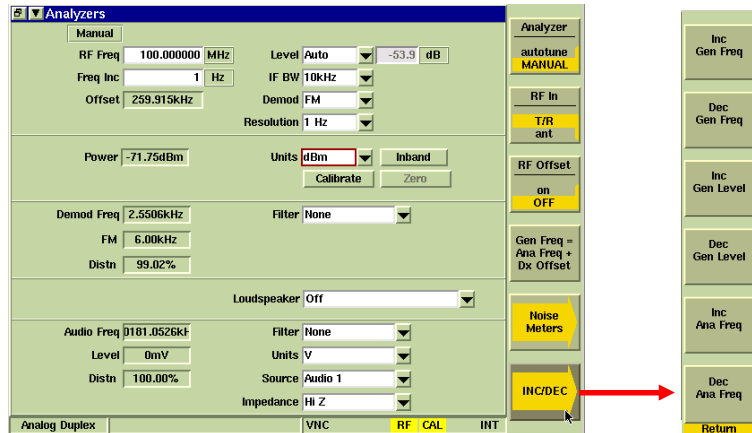 Analyzers
Manual
RF Freq 100.000000 MHz Level Auto -53.9 dB
Freq Inc 1 Hz IF BW 10kHz
Offset 259.915kHz Demod FM
Resolution 1 Hz
Power -71.75dBm Units dBm Inband
Calibrate Zero
Demod Freq 2.5506kHz Filter None
FM 6.00kHz
Distn 99.02%
Loudspeaker Off
Audio Freq 0181.0526kH Filter None
Level 0mV Units V
Distn 100.00% Source Audio 1
Impedance Hi Z
Analog Duplex VNC RF CAL INT
Analyzer
autotune
MANUAL
RF In
T/R
ant
RF Offset
on
OFF
Gen Freq =
Ana Freq +
Dx Offset
Noise
Meters
INC/DEC
Inc
Gen Freq
Dec
Gen Freq
Inc
Gen Level
Dec
Gen Level
Inc
Ana Freq
Dec
Ana Freq
Return